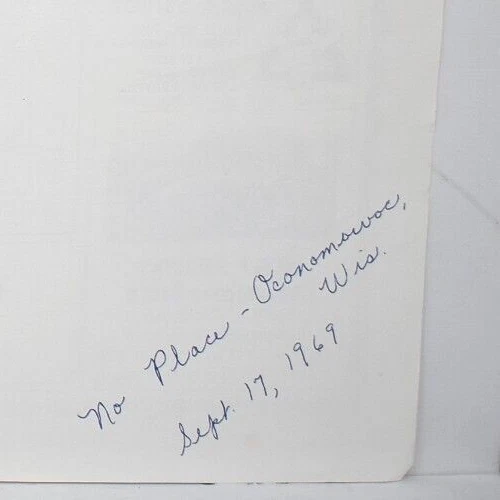 No Place - Oconomowoc,
Wis.
Sept. 17, 1969